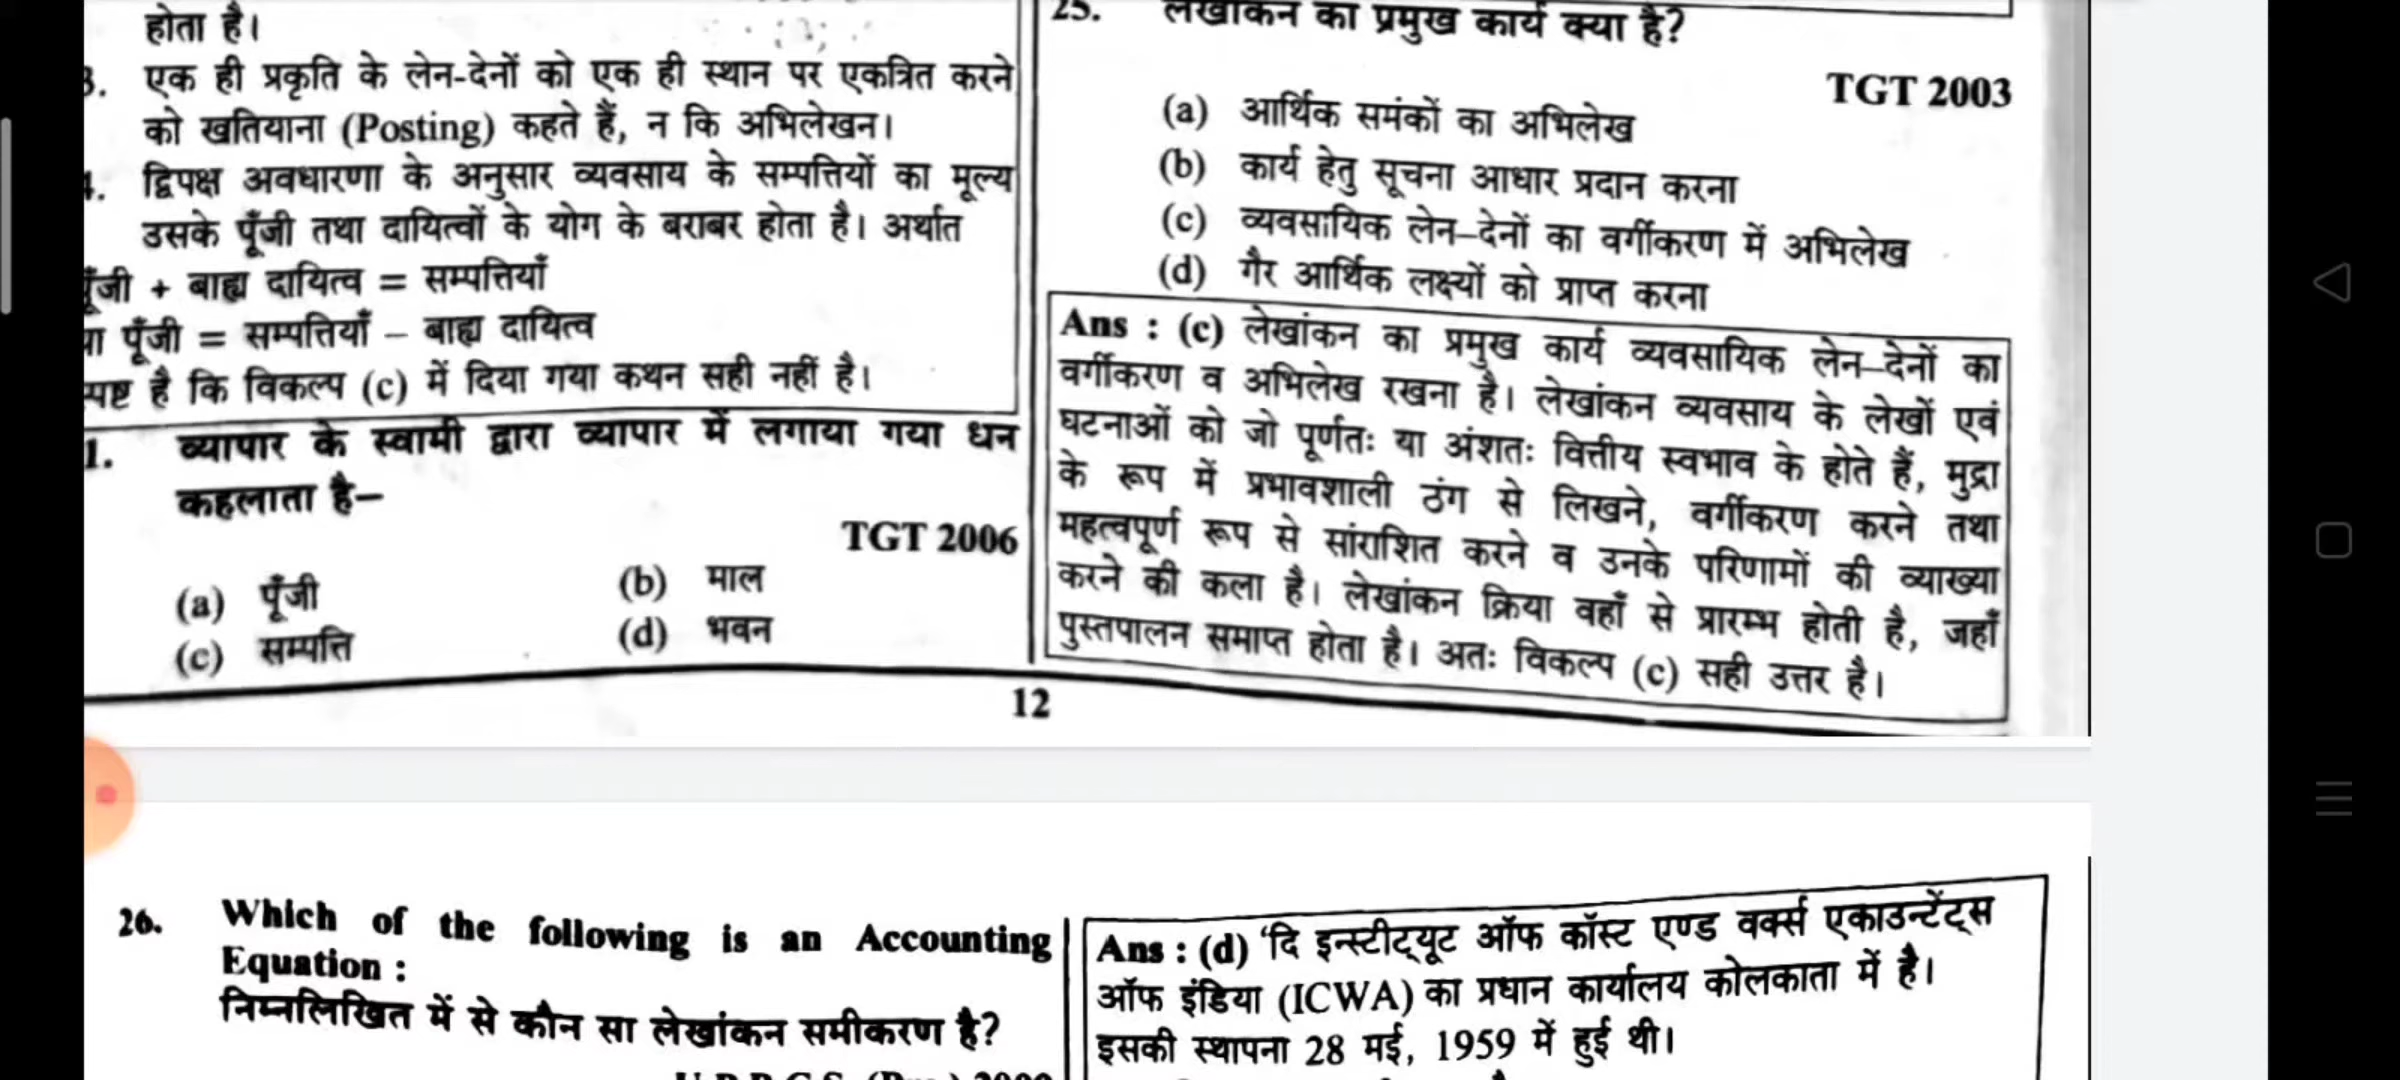 होता है।
3. एक ही प्रकृति के लेन-देनों को एक ही स्थान पर एकत्रित करने
को खतियाना (Posting) कहते हैं, न कि अभिलेखन।
4. द्विपक्ष अवधारणा के अनुसार व्यवसाय के सम्पत्तियों का मूल्य
उसके पूँजी तथा दायित्वों के योग के बराबर होता है। अर्थात
पूँजी + बाह्य दायित्व = सम्पत्तियाँ
या पूँजी = सम्पत्तियाँ – बाह्य दायित्व
स्पष्ट है कि विकल्प (c) में दिया गया कथन सही नहीं है।
1. व्यापार के स्वामी द्वारा व्यापार में लगाया गया धन
कहलाता है–
TGT 2006
(a) पूँजी (b) माल
(c) सम्पत्ति (d) भवन
25. लेखांकन का प्रमुख कार्य क्या है?
TGT 2003
(a) आर्थिक समंकों का अभिलेख
(b) कार्य हेतु सूचना आधार प्रदान करना
(c) व्यवसायिक लेन–देनों का वर्गीकरण में अभिलेख
(d) गैर आर्थिक लक्ष्यों को प्राप्त करना
Ans : (c) लेखांकन का प्रमुख कार्य व्यवसायिक लेन–देनों का
वर्गीकरण व अभिलेख रखना है। लेखांकन व्यवसाय के लेखों एवं
घटनाओं को जो पूर्णतः या अंशतः वित्तीय स्वभाव के होते हैं, मुद्रा
के रूप में प्रभावशाली ठंग से लिखने, वर्गीकरण करने तथा
महत्वपूर्ण रूप से सांराशित करने व उनके परिणामों की व्याख्या
करने की कला है। लेखांकन क्रिया वहाँ से प्रारम्भ होती है, जहाँ
पुस्तपालन समाप्त होता है। अतः विकल्प (c) सही उत्तर है।
12
26. Which of the following is an Accounting
Equation :
निम्नलिखित में से कौन सा लेखांकन समीकरण है?
Ans : (d) 'दि इन्स्टीट्यूट ऑफ कॉस्ट एण्ड वर्क्स एकाउन्टेंट्स
ऑफ इंडिया (ICWA) का प्रधान कार्यालय कोलकाता में है।
इसकी स्थापना 28 मई, 1959 में हुई थी।